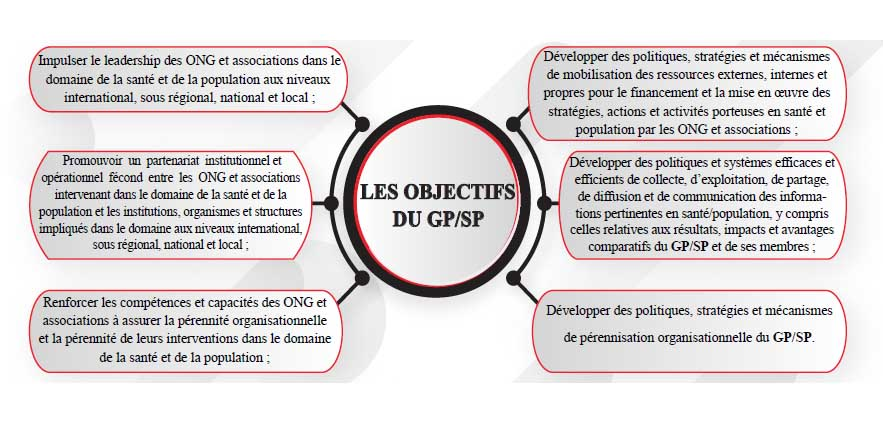 Impulser le leadership des ONG et associations dans le
domaine de la santé et de la population aux niveaux
international, sous régional, national et local ;
Promouvoir un partenariat institutionnel et
opérationnel fécond entre les ONG et associations
intervenant dans le domaine de la santé et de la
population et les institutions, organismes et structures
impliqués dans le domaine aux niveaux international,
sous régional, national et local ;
Renforcer les compétences et capacités des ONG et
associations à assurer la pérennité organisationnelle
et la pérennité de leurs interventions dans le domaine
de la santé et de la population ;
LES OBJECTIFS
DU GP/SP
Développer des politiques, stratégies et mécanismes
de mobilisation des ressources externes, internes et
propres pour le financement et la mise en œuvre des
stratégies, actions et activités porteuses en santé et
population par les ONG et associations ;
Développer des politiques et systèmes efficaces et
efficients de collecte, d'exploitation, de partage,
de diffusion et de communication des informa-
tions pertinentes en santé/population, y compris
celles relatives aux résultats, impacts et avantages
comparatifs du GP/SP et de ses membres ;
Développer des politiques, stratégies et mécanismes
de pérennisation organisationnelle du GP/SP.